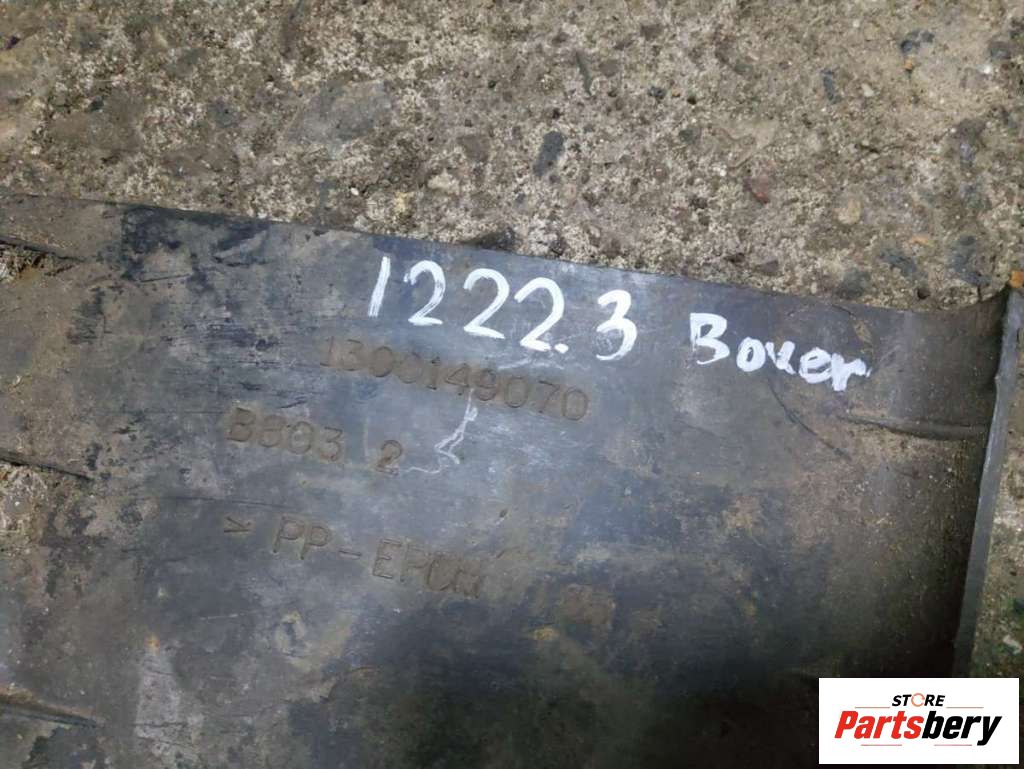 1222.3 Boxer
1300149070
B803 2
> PP-EPDM
STORE
Partsbery